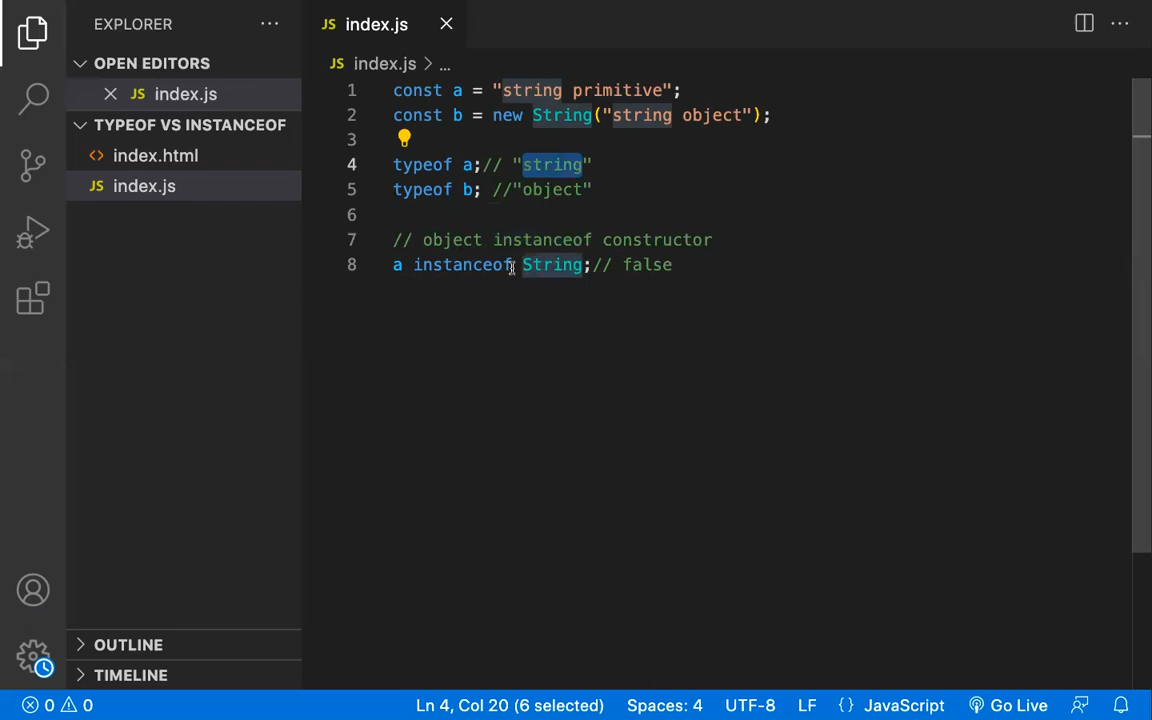 EXPLORER ...
OPEN EDITORS
JS index.js
TYPEOF VS INSTANCEOF
<> index.html
JS index.js
OUTLINE
TIMELINE
JS index.js
JS index.js > ...
1 const a = "string primitive";
2 const b = new String("string object");
3
4 typeof a;// "string"
5 typeof b; //"object"
6
7 // object instanceof constructor
8 a instanceof String;// false
0 0 Ln 4, Col 20 (6 selected) Spaces: 4 UTF-8 LF {} JavaScript Go Live